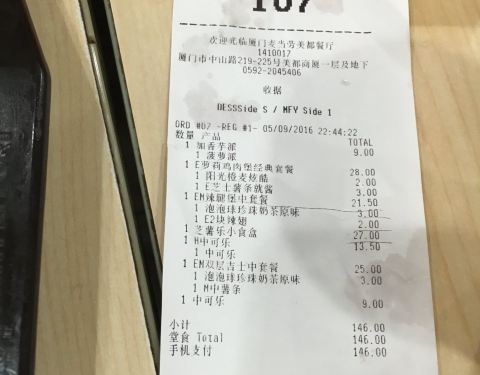 107
欢迎光临厦门麦当劳美都餐厅
1410017
厦门市中山路219-225号美都商厦一层及地下
0592-2045406
收据
DESSSide S / MFY Side 1
ORD #07 -REG #1- 05/09/2016 22:44:22
数量 产品 TOTAL
1 加香芋派 9.00
1 菠萝派
1 E萝莉鸡肉堡经典套餐 28.00
1 阳光橙麦炫酷 2.00
1 E芝士薯条就酱 3.00
1 EM辣腿堡中套餐 21.50
1 泡泡球珍珠奶茶原味 3.00
1 E2块辣翅 2.00
1 芝薯乐小食盒 27.00
1 H中可乐 13.50
1 中可乐
1 EM双层吉士中套餐 25.00
1 泡泡球珍珠奶茶原味 3.00
1 M中薯条
1 中可乐 9.00
小计 146.00
堂食 Total 146.00
手机支付 146.00